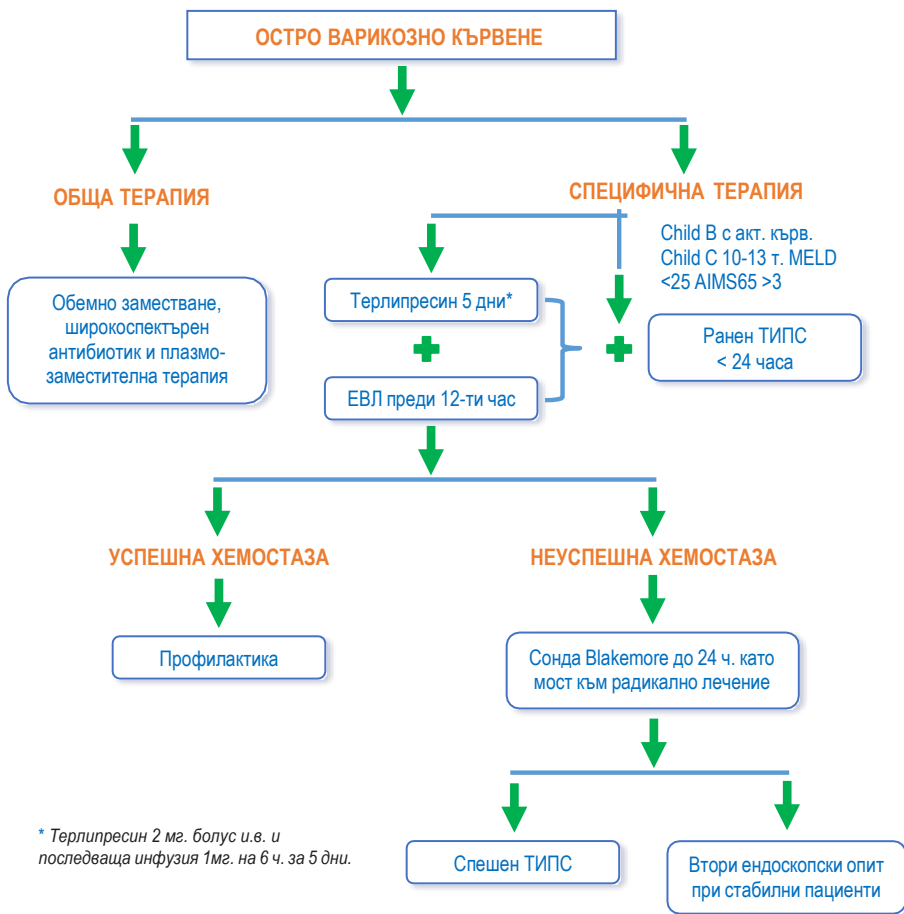 ОСТРО ВАРИКОЗНО КЪРВЕНЕ
ОБЩА ТЕРАПИЯ
СПЕЦИФИЧНА ТЕРАПИЯ
Child B с акт. кърв.
Child C 10-13 т. MELD
<25 AIMS65 >3
Обемно заместване,
широкоспектърен
антибиотик и плазмо-
заместителна терапия
Терлипресин 5 дни*
Ранен ТИПС
< 24 часа
ЕВЛ преди 12-ти час
УСПЕШНА ХЕМОСТАЗА
НЕУСПЕШНА ХЕМОСТАЗА
Профилактика
Сонда Blakemore до 24 ч. като
мост към радикално лечение
* Терлипресин 2 мг. болус и.в. и
последваща инфузия 1мг. на 6 ч. за 5 дни.
Спешен ТИПС
Втори ендоскопски опит
при стабилни пациенти